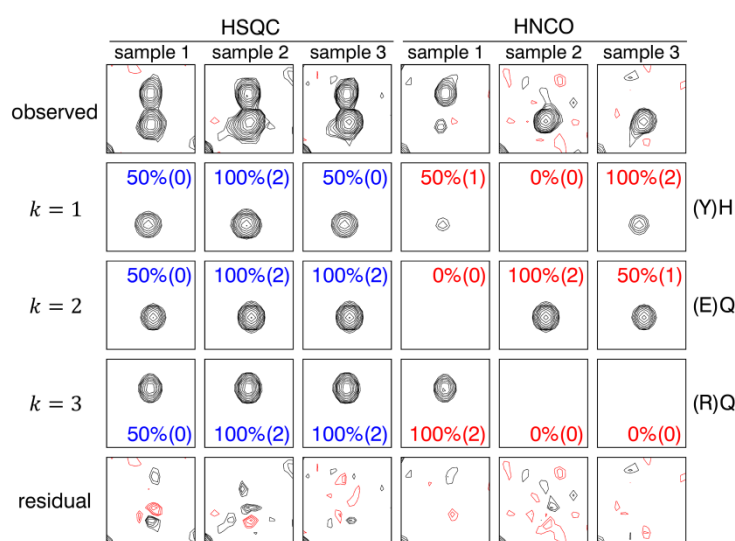 HSQC HNCO
sample 1 sample 2 sample 3 sample 1 sample 2 sample 3
observed
k = 1 50%(0) 100%(2) 50%(0) 50%(1) 0%(0) 100%(2) (Y)H
k = 2 50%(0) 100%(2) 100%(2) 0%(0) 100%(2) 50%(1) (E)Q
k = 3 50%(0) 100%(2) 100%(2) 100%(2) 0%(0) 0%(0) (R)Q
residual